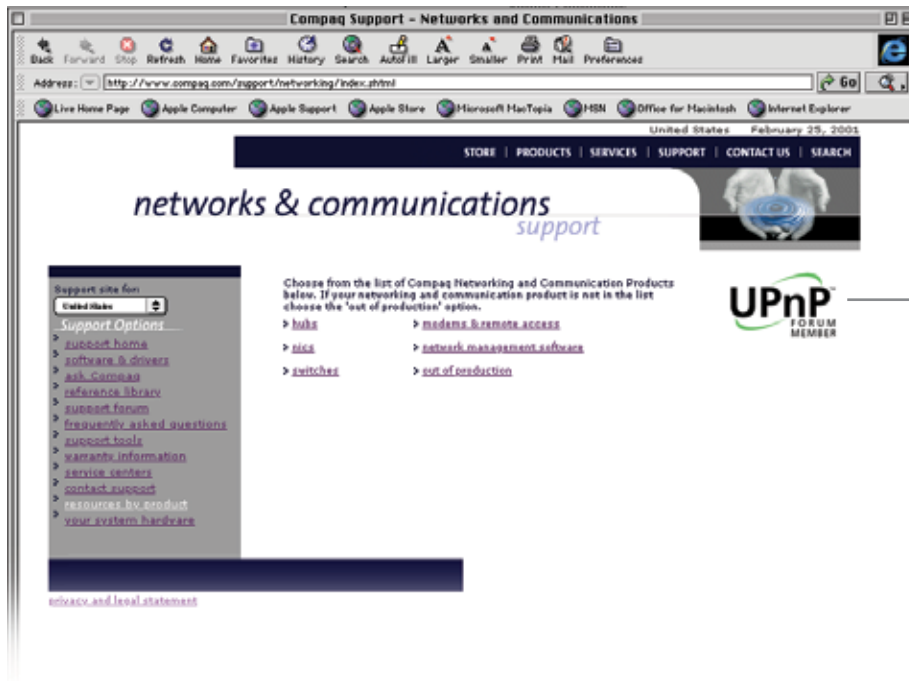 Compaq Support – Networks and Communications
Back Forward Stop Refresh Home Favorites History Search AutoFill Larger Smaller Print Mail Preferences
Address: http://www.compaq.com/support/networking/index.shtml Go
Live Home Page Apple Computer Apple Support Apple Store Microsoft MacTopia MSN Office for Macintosh Internet Explorer
United States February 25, 2001
STORE | PRODUCTS | SERVICES | SUPPORT | CONTACT US | SEARCH
networks & communications
support
Support site for:
United States
Support Options
support home
software & drivers
ask Compaq
reference library
support forum
frequently asked questions
support tools
warranty information
service centers
contact support
resources by product
your system hardware
Choose from the list of Compaq Networking and Communication Products
below. If your networking and communication product is not in the list
choose the 'out of production' option.
hubs
modems & remote access
nics
network management software
switches
out of production
UPnP™
FORUM
MEMBER
privacy and legal statement